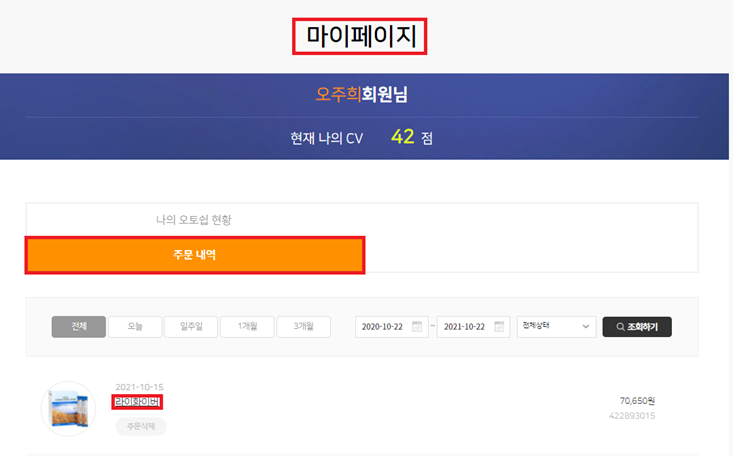 마이페이지
오주희회원님
현재 나의 CV 42 점
나의 오토쉽 현황
주문 내역
전체 오늘 일주일 1개월 3개월 2020-10-22 ~ 2021-10-22 전체상태 조회하기
2021-10-15
라이화이버 70,650원
422893015
주문삭제